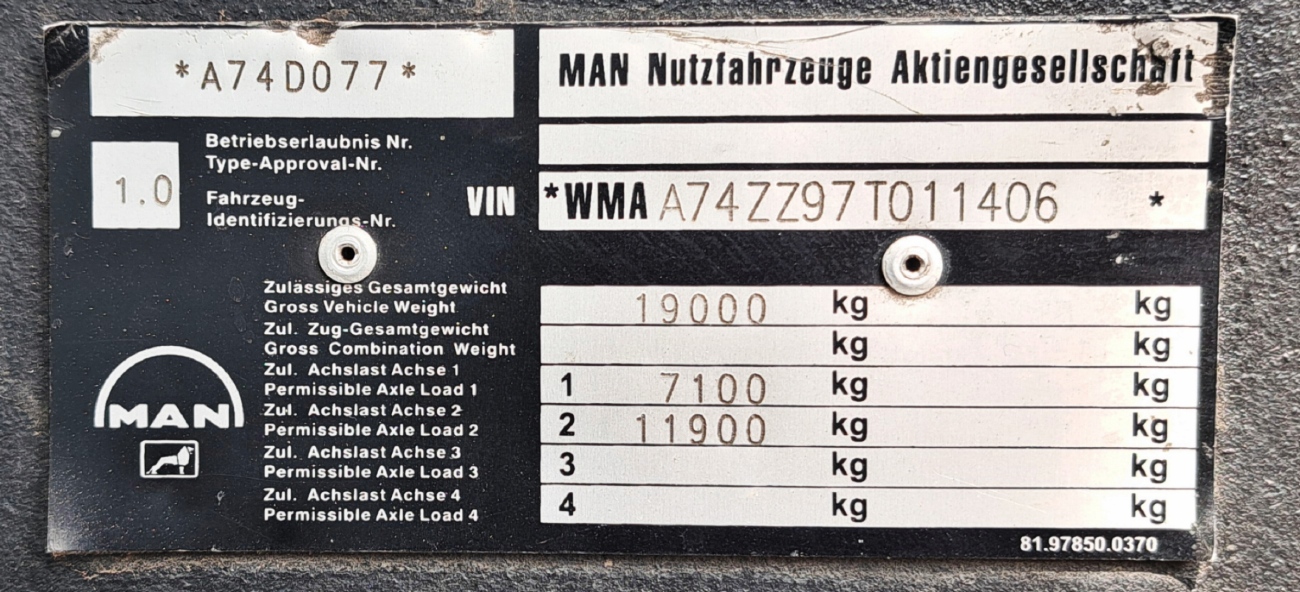 *A74D077*
MAN Nutzfahrzeuge Aktiengesellschaft
Betriebserlaubnis Nr.
Type-Approval-Nr.
1.0
Fahrzeug-
Identifizierungs-Nr.
VIN *WMA A74ZZ97T011406 *
Zulässiges Gesamtgewicht
Gross Vehicle Weight
19000 kg kg
Zul. Zug-Gesamtgewicht
Gross Combination Weight
kg kg
Zul. Achslast Achse 1
Permissible Axle Load 1
1 7100 kg kg
Zul. Achslast Achse 2
Permissible Axle Load 2
2 11900 kg kg
Zul. Achslast Achse 3
Permissible Axle Load 3
3 kg kg
Zul. Achslast Achse 4
Permissible Axle Load 4
4 kg kg
MAN
81.97850.0370